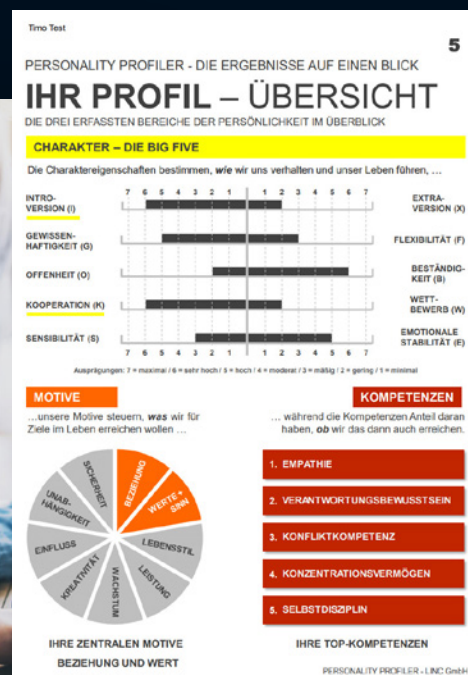 Timo Test
5
PERSONALITY PROFILER - DIE ERGEBNISSE AUF EINEN BLICK
IHR PROFIL – ÜBERSICHT
DIE DREI ERFASSTEN BEREICHE DER PERSÖNLICHKEIT IM ÜBERBLICK
CHARAKTER – DIE BIG FIVE
Die Charaktereigenschaften bestimmen, wie wir uns verhalten und unser Leben führen, ...
7 6 5 4 3 2 1 1 2 3 4 5 6 7
INTRO-
VERSION (I)
EXTRA-
VERSION (X)
GEWISSEN-
HAFTIGKEIT (G)
FLEXIBILITÄT (F)
OFFENHEIT (O)
BESTÄNDIG-
KEIT (B)
KOOPERATION (K)
WETT-
BEWERB (W)
SENSIBILITÄT (S)
EMOTIONALE
STABILITÄT (E)
7 6 5 4 3 2 1 1 2 3 4 5 6 7
Ausprägungen: 7 = maximal / 6 = sehr hoch / 5 = hoch / 4 = moderat / 3 = mäßig / 2 = gering / 1 = minimal
MOTIVE
...unsere Motive steuern, was wir für
Ziele im Leben erreichen wollen ...
SICHERHEIT
BEZIEHUNG
WERTE +
SINN
LEBENSSTIL
LEISTUNG
WACHSTUM
KREATIVITÄT
EINFLUSS
UNAB-
HÄNGIGKEIT
IHRE ZENTRALEN MOTIVE
BEZIEHUNG UND WERT
KOMPETENZEN
... während die Kompetenzen Anteil daran
haben, ob wir das dann auch erreichen.
1. EMPATHIE
2. VERANTWORTUNGSBEWUSSTSEIN
3. KONFLIKTKOMPETENZ
4. KONZENTRATIONSVERMÖGEN
5. SELBSTDISZIPLIN
IHRE TOP-KOMPETENZEN
PERSONALITY PROFILER - LINC GmbH